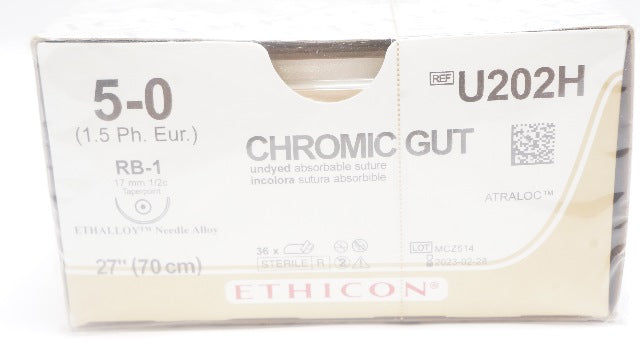 5-0
(1.5 Ph. Eur.)
RB-1
17 mm 1/2c
Taperpoint
ETHALLOY™ Needle Alloy
27" (70 cm)
CHROMIC GUT
undyed absorbable suture
incolora sutura absorbible
36 x
STERILE R
2
ETHICON®
REF U202H
ATRALOC™
LOT MCZ514
2023-02-28